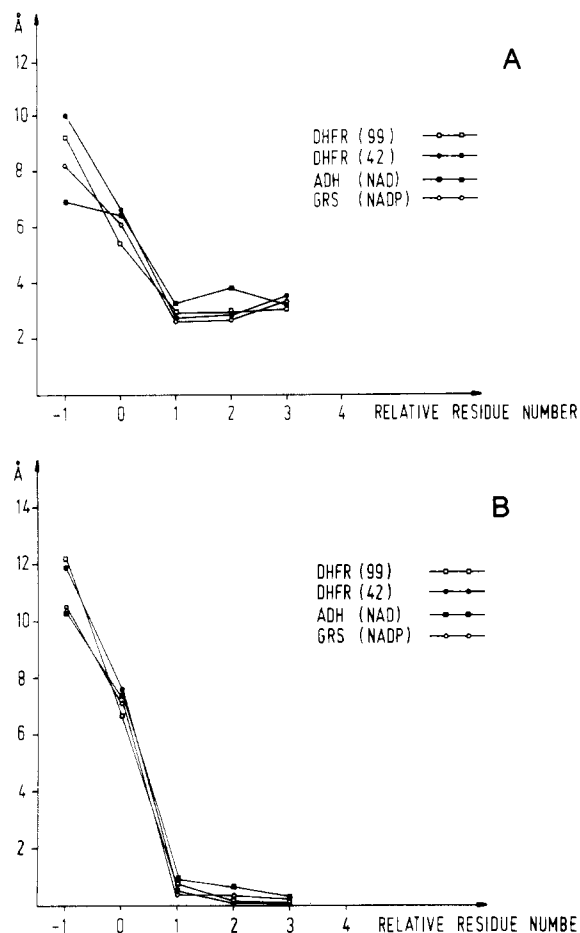 Å
A
12
10
8
6
4
2
DHFR (99)
DHFR (42)
ADH (NAD)
GRS (NADP)
-1 0 1 2 3 4 RELATIVE RESIDUE NUMBER
Å
B
14
12
10
8
6
4
2
DHFR (99)
DHFR (42)
ADH (NAD)
GRS (NADP)
-1 0 1 2 3 4 RELATIVE RESIDUE NUMBE